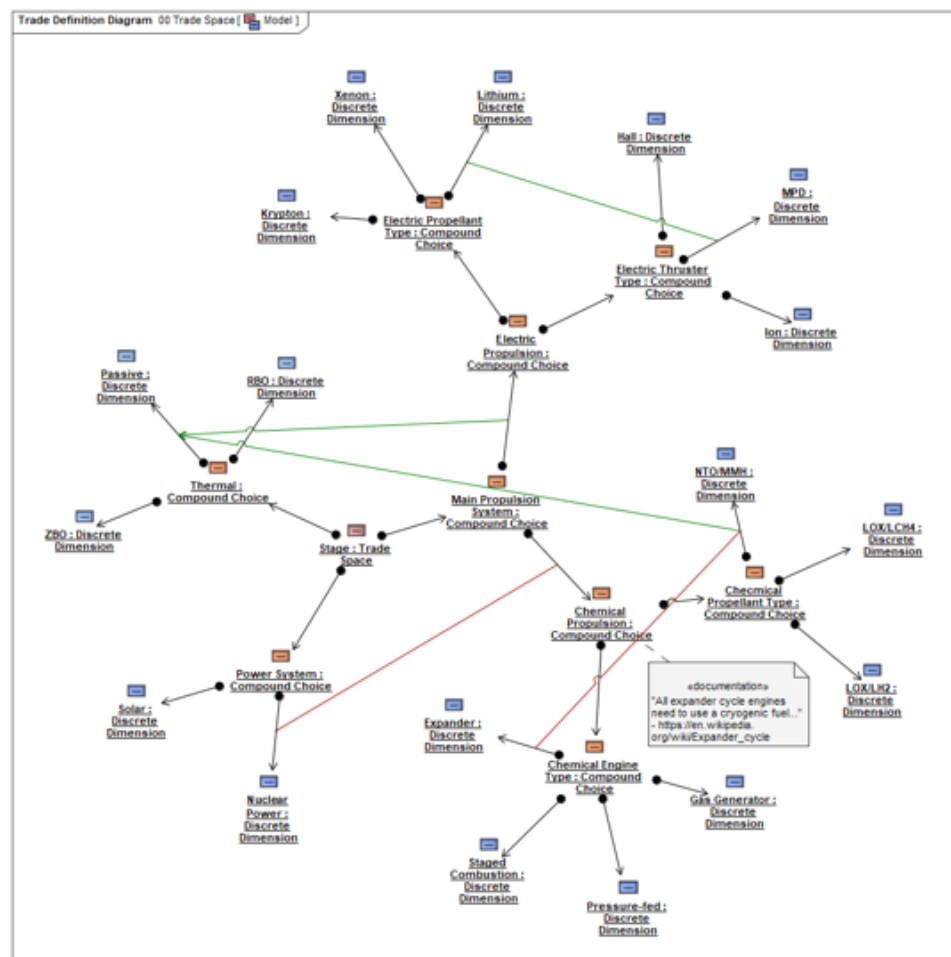 Trade Definition Diagram 00 Trade Space [ Model ]
Xenon :
Discrete
Dimension
Lithium :
Discrete
Dimension
Hall : Discrete
Dimension
MPD :
Discrete
Dimension
Krypton :
Discrete
Dimension
Electric Propellant
Type : Compound
Choice
Electric Thruster
Type : Compound
Choice
Ion : Discrete
Dimension
Electric
Propulsion :
Compound Choice
Passive :
Discrete
Dimension
RBO : Discrete
Dimension
Thermal :
Compound Choice
Main Propulsion
System :
Compound Choice
NTO/MMH :
Discrete
Dimension
ZBO : Discrete
Dimension
Stage : Trade
Space
LOX/LCH4 :
Discrete
Dimension
Checmical
Propellant Type :
Compound Choice
Chemical
Propulsion :
Compound Choice
Power System :
Compound Choice
Solar :
Discrete
Dimension
«documentation»
"All expander cycle engines
need to use a cryogenic fuel..."
- https://en.wikipedia.
org/wiki/Expander_cycle
LOX/LH2 :
Discrete
Dimension
Expander :
Discrete
Dimension
Chemical Engine
Type : Compound
Choice
Nuclear
Power :
Discrete
Dimension
Gas Generator :
Discrete
Dimension
Staged
Combustion :
Discrete
Dimension
Pressure-fed :
Discrete
Dimension